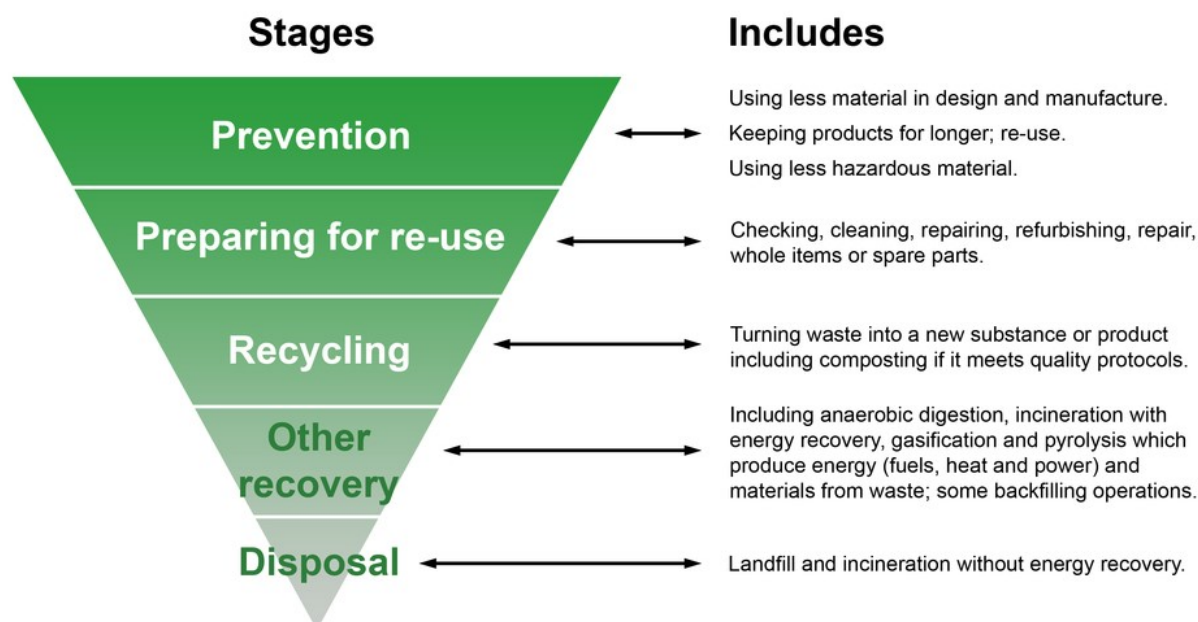 Stages
Includes
Prevention
Using less material in design and manufacture.
Keeping products for longer; re-use.
Using less hazardous material.
Preparing for re-use
Checking, cleaning, repairing, refurbishing, repair,
whole items or spare parts.
Recycling
Turning waste into a new substance or product
including composting if it meets quality protocols.
Other
recovery
Including anaerobic digestion, incineration with
energy recovery, gasification and pyrolysis which
produce energy (fuels, heat and power) and
materials from waste; some backfilling operations.
Disposal
Landfill and incineration without energy recovery.